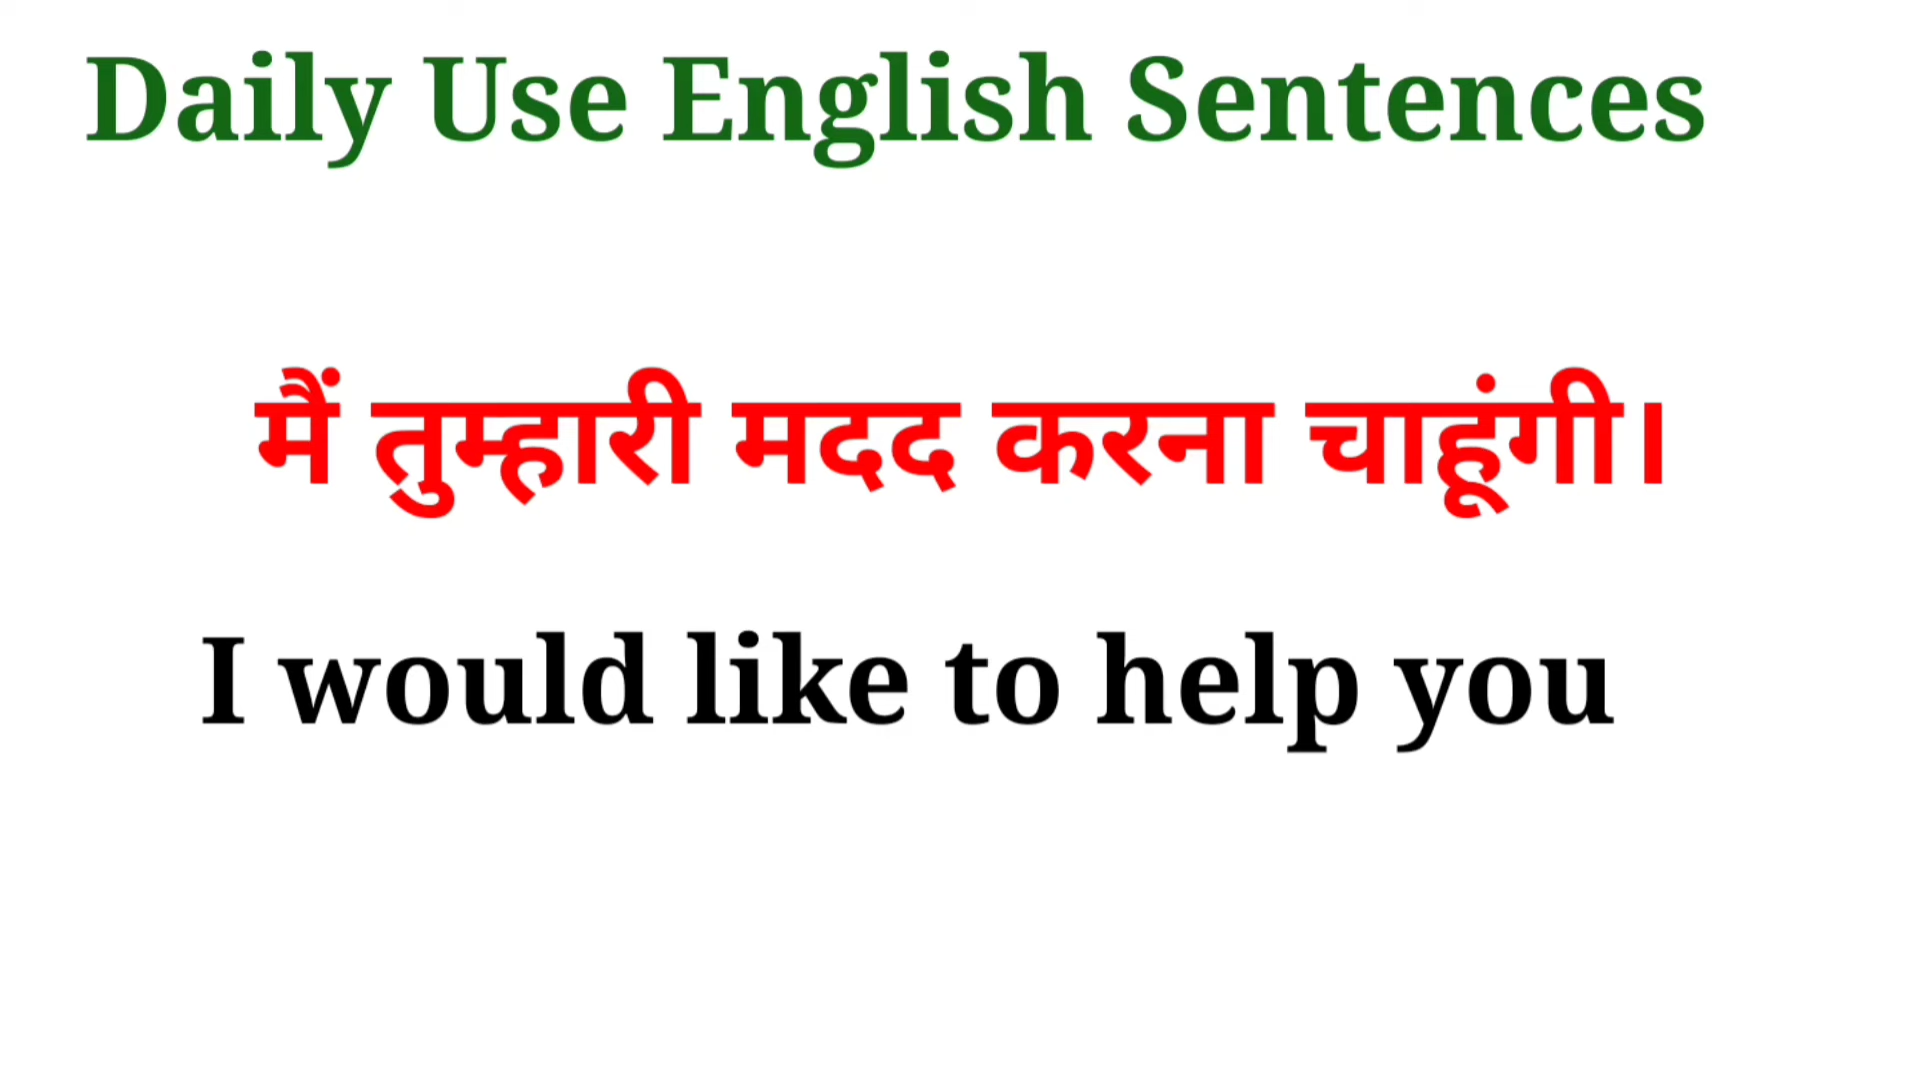 Daily Use English Sentences
मैं तुम्हारी मदद करना चाहूंगी।
I would like to help you